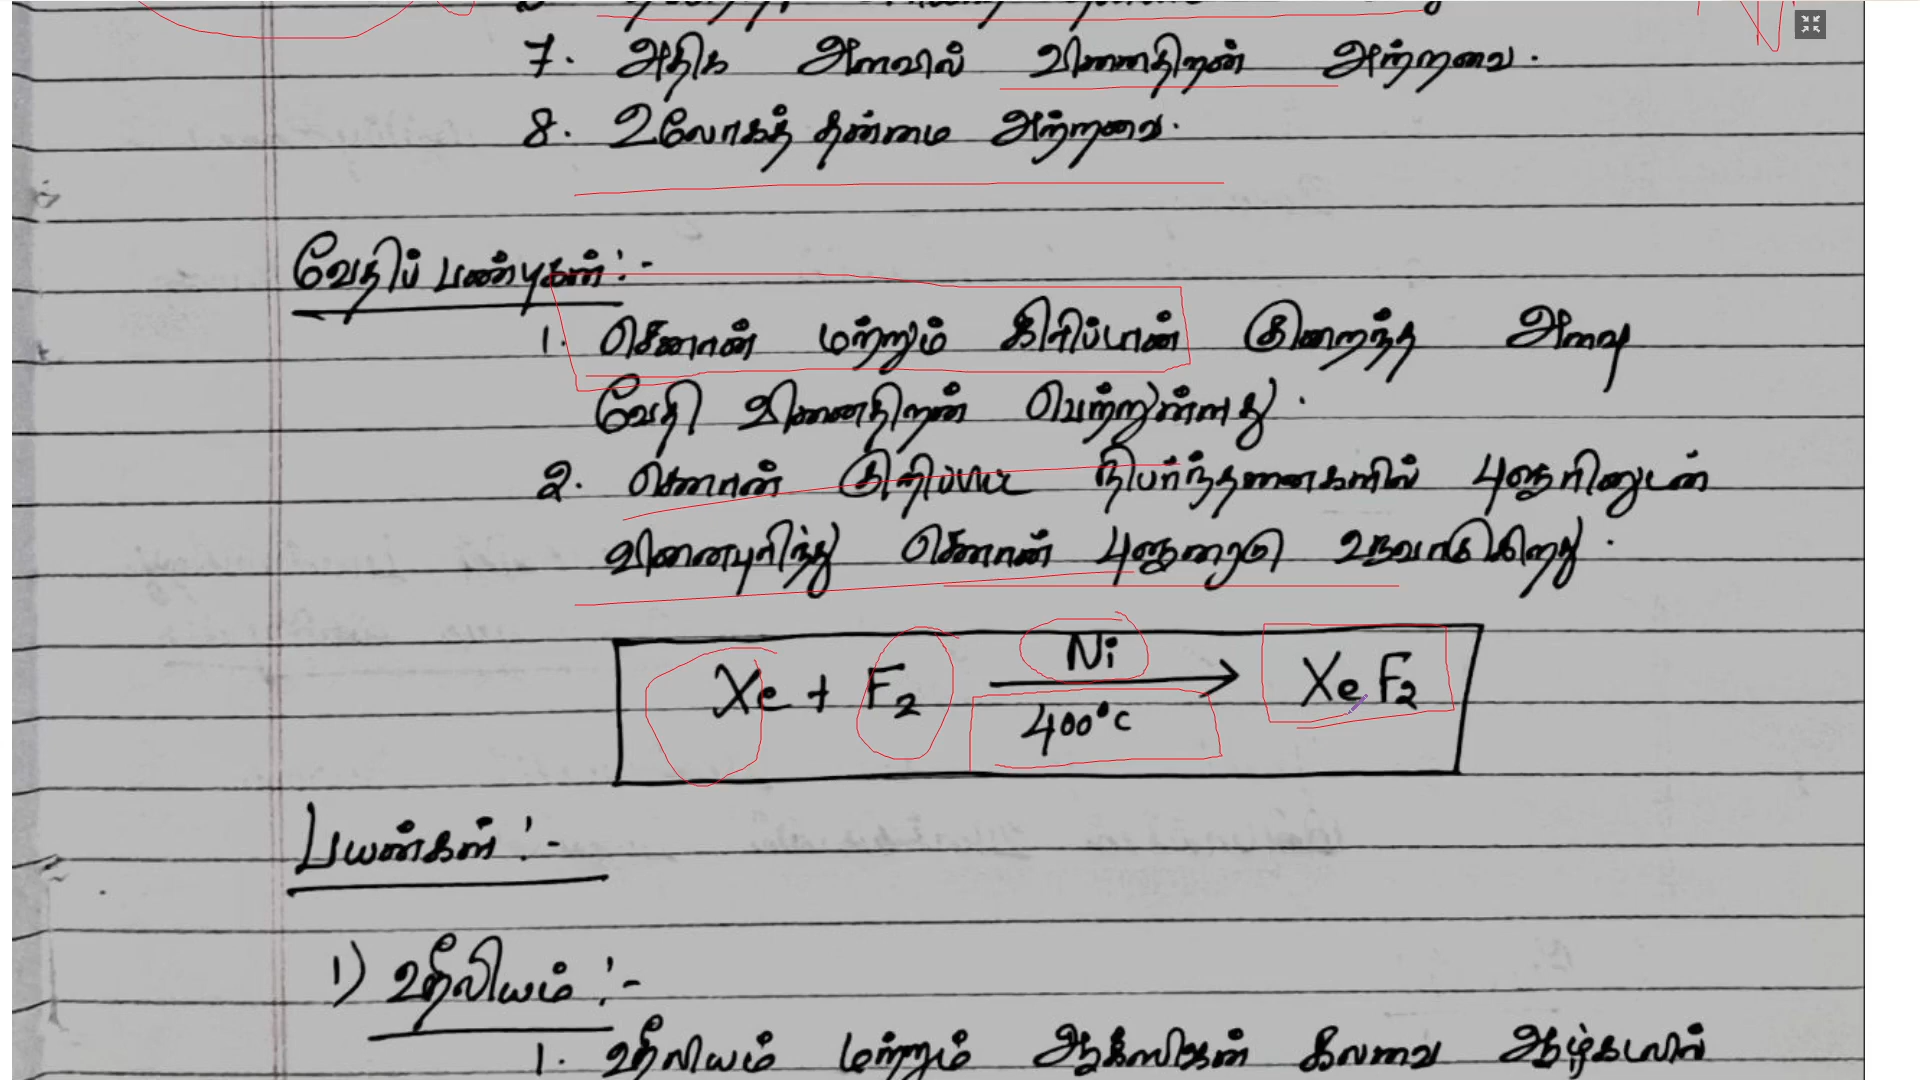 7. அதிக அளவில் வினைதிறன் அற்றவை.
8. உலோகத் தன்மை அற்றவை.
வேதிப் பண்புகள்:-
1. செனான் மற்றும் கிரிப்டான் குறைந்த அளவு
வேதி வினைதிறன் பெற்றுள்ளது.
2. செனான் குறிப்பிட்ட நிபந்தனைகளில் புளூரினுடன்
வினைபுரிந்து செனான் புளூரைடு உருவாகிறது.
Xe + F2 Ni XeF2
400°C
பயன்கள்:-
1) ஹீலியம்:-
1. ஹீலியம் மற்றும் ஆக்ஸிஜன் கலவை ஆழ்கடலில்